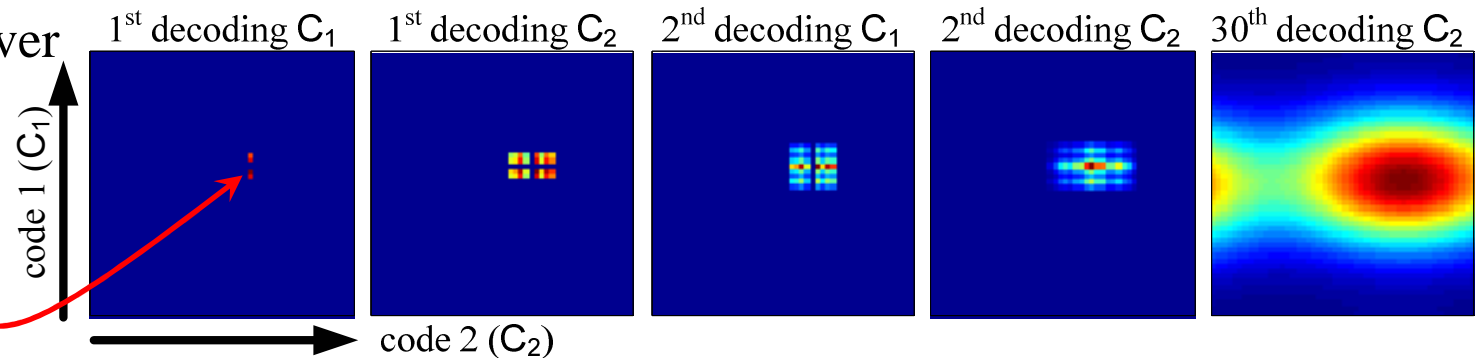 1st decoding C1
1st decoding C2
2nd decoding C1
2nd decoding C2
30th decoding C2
ver
code 1 (C1)
code 2 (C2)